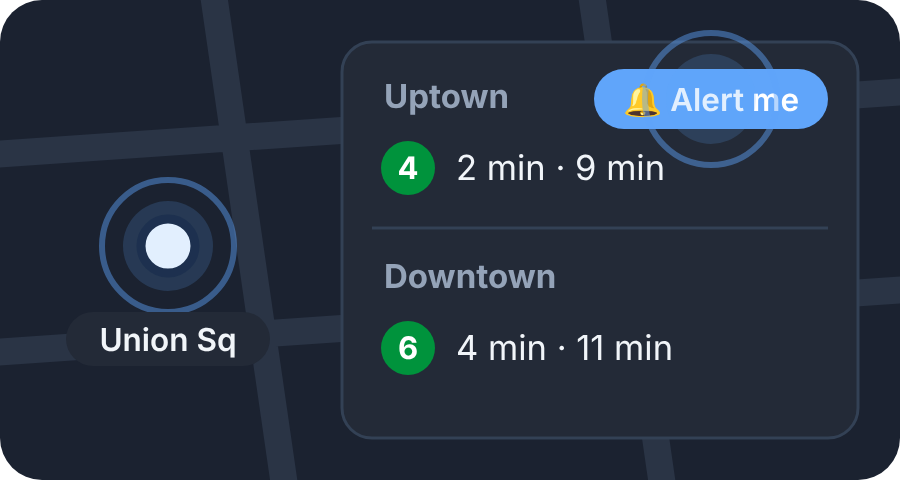 Uptown
🔔 Alert me
4 2 min · 9 min
Downtown
6 4 min · 11 min
Union Sq